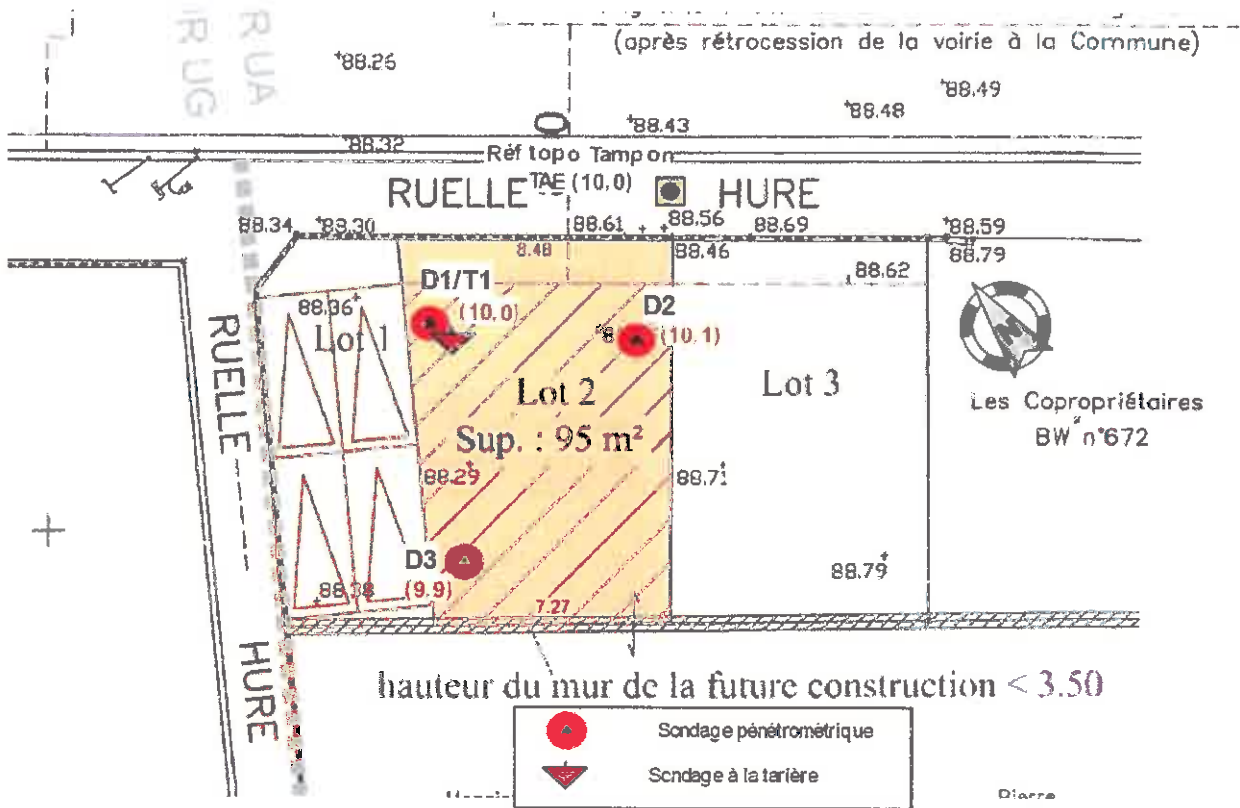 RUA
R UG
(après rétrocession de la voirie à la Commune)
88.26
88.49
88.48
88.43
88.32
Réf topo Tampon
TAE (10,0)
RUELLE HURE
88.34
88.30
88.61
88.56
88.69
88.59
8.48
88.46
88.79
88.62
D1/T1
(10,0)
D2
(10,1)
88.36
Lot 1
Lot 2
Sup. : 95 m²
Lot 3
Les Copropriétaires
BW n°672
88.29
88.71
D3
(9.9)
88.38
88.79
7.27
RUELLE
HURE
hauteur du mur de la future construction < 3.50
Sondage pénétrométrique
Sondage à la tarière
Pierre